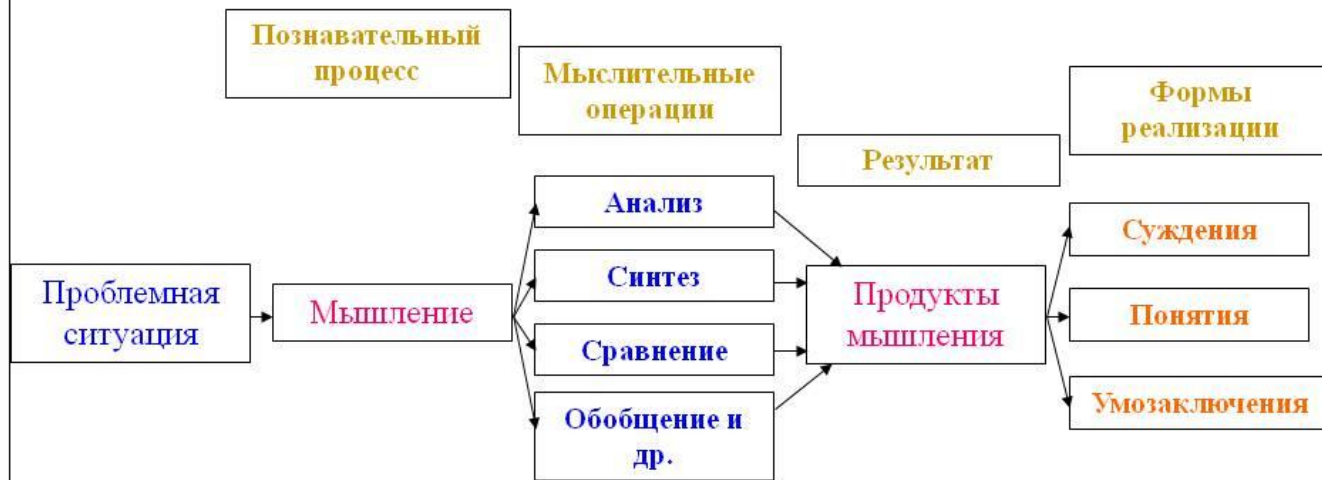 Познавательный
процесс
Мыслительные
операции
Результат
Формы
реализации
Проблемная
ситуация
Мышление
Анализ
Синтез
Сравнение
Обобщение и
др.
Продукты
мышления
Суждения
Понятия
Умозаключения